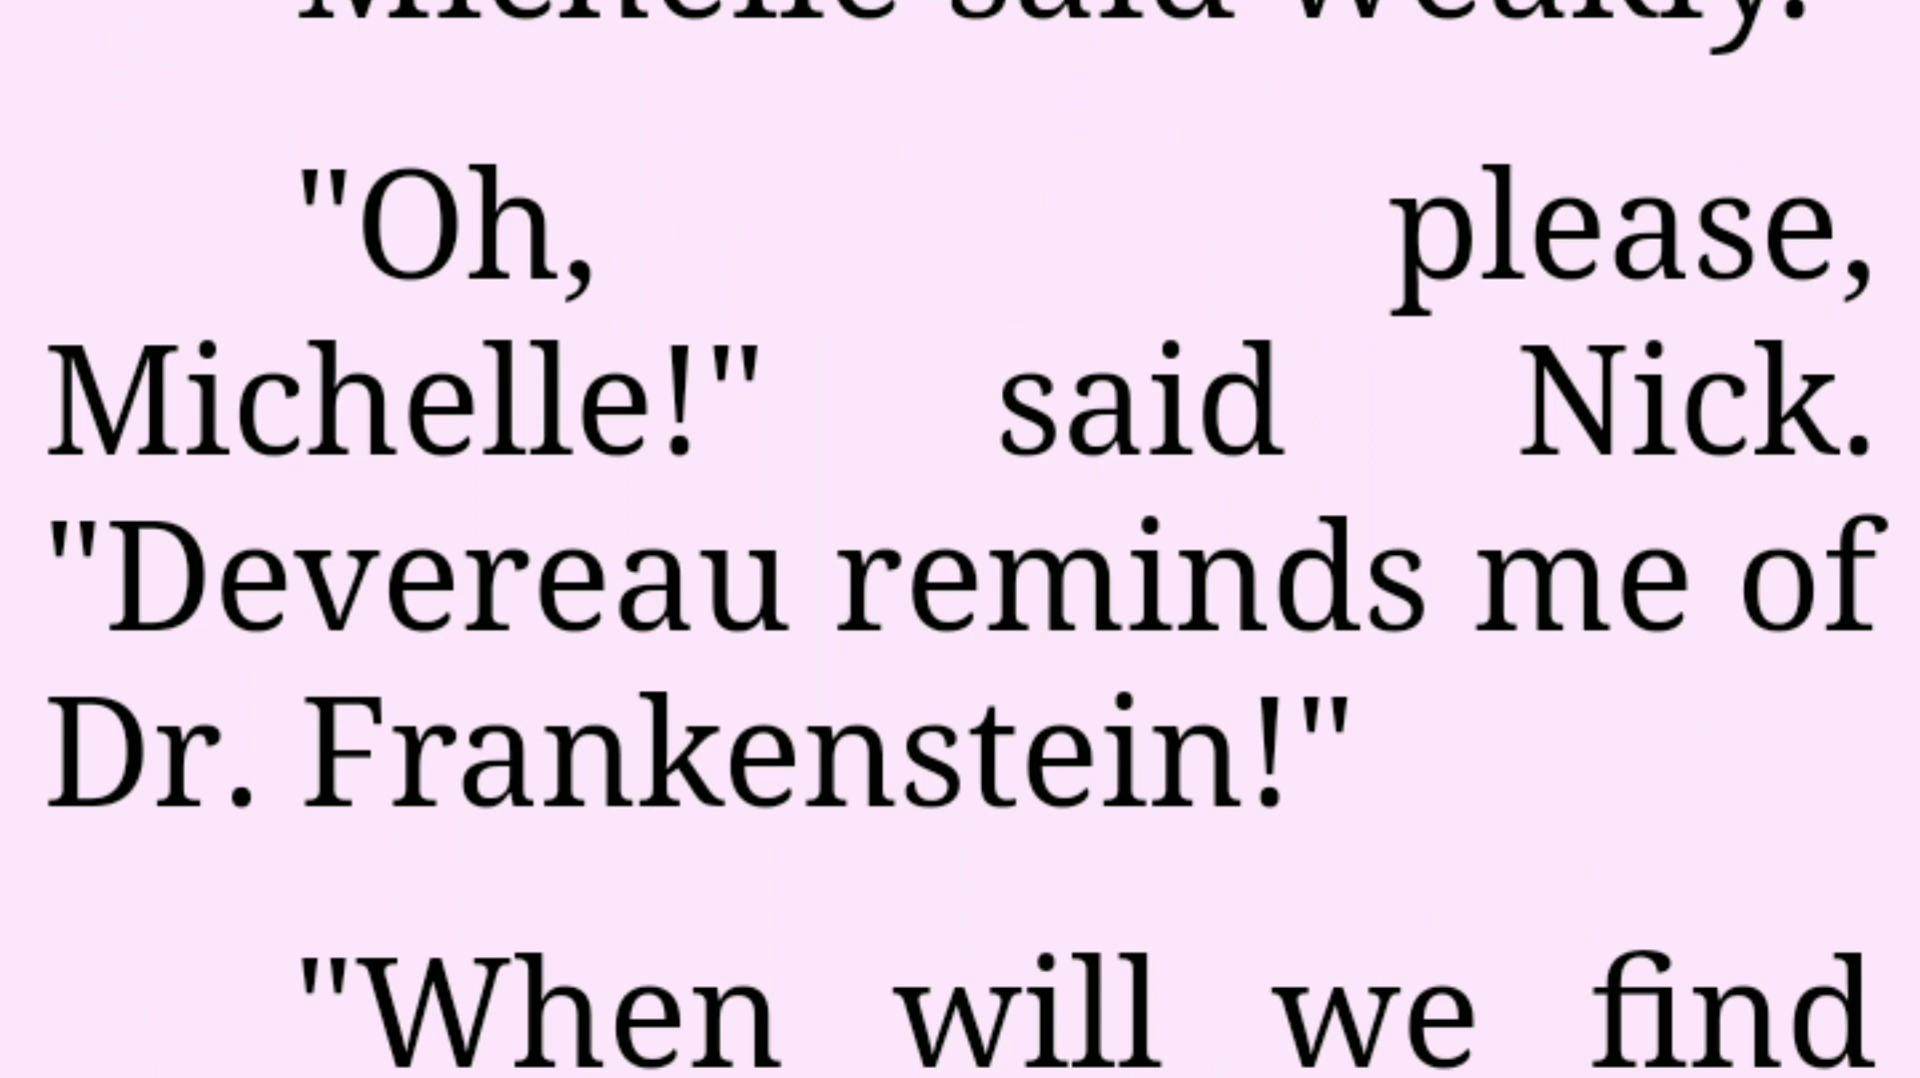 Michelle said weakly.
"Oh, please,
Michelle!" said Nick.
"Devereau reminds me of
Dr. Frankenstein!"
"When will we find